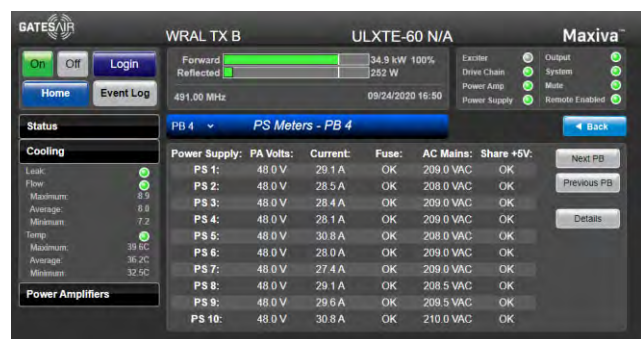 GATESAIR
WRAL TX B ULXTE-60 N/A Maxiva™
On Off Login
Home Event Log
Forward 34.9 kW 100%
Reflected 252 W
491.00 MHz 09/24/2020 16:50
Exciter Output
Drive Chain System
Power Amp Mute
Power Supply Remote Enabled
Status
PB 4 PS Meters - PB 4
Back
Cooling
Leak:
Flow
Maximum: 8.9
Average: 8.0
Minimum: 7.2
Temp
Maximum: 39.6C
Average: 36.2C
Minimum: 32.5C
Power Amplifiers
Power Supply: PA Volts: Current: Fuse: AC Mains: Share +5V:
PS 1: 48.0 V 29.1 A OK 209.0 VAC OK
PS 2: 48.0 V 28.5 A OK 208.0 VAC OK
PS 3: 48.0 V 28.4 A OK 209.0 VAC OK
PS 4: 48.0 V 28.1 A OK 209.0 VAC OK
PS 5: 48.0 V 30.8 A OK 208.0 VAC OK
PS 6: 48.0 V 28.0 A OK 209.0 VAC OK
PS 7: 48.0 V 27.4 A OK 209.0 VAC OK
PS 8: 48.0 V 29.1 A OK 208.5 VAC OK
PS 9: 48.0 V 29.6 A OK 209.5 VAC OK
PS 10: 48.0 V 30.8 A OK 210.0 VAC OK
Next PB
Previous PB
Details